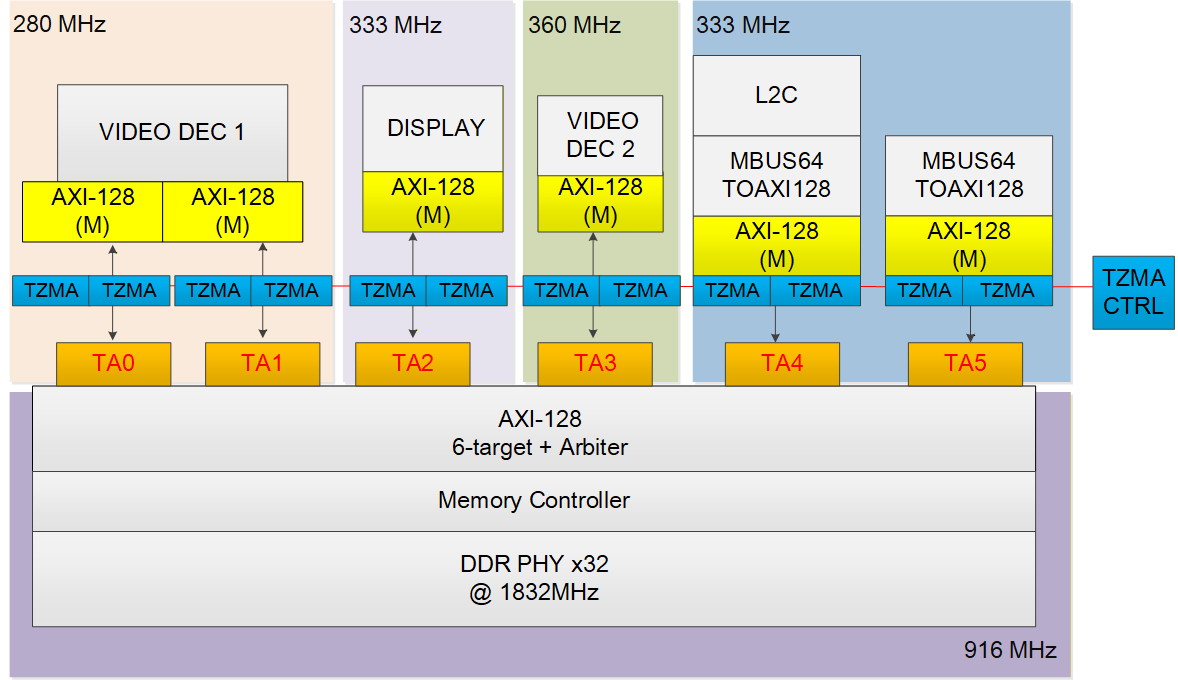 280 MHz
333 MHz
360 MHz
333 MHz
VIDEO DEC 1
DISPLAY
VIDEO
DEC 2
L2C
MBUS64
TOAXI128
MBUS64
TOAXI128
AXI-128
(M)
AXI-128
(M)
AXI-128
(M)
AXI-128
(M)
AXI-128
(M)
AXI-128
(M)
TZMA
TZMA
TZMA
TZMA
TZMA
TZMA
TZMA
TZMA
TZMA
TZMA
TZMA
TZMA
TZMA
CTRL
TA0
TA1
TA2
TA3
TA4
TA5
AXI-128
6-target + Arbiter
Memory Controller
DDR PHY x32
@ 1832MHz
916 MHz